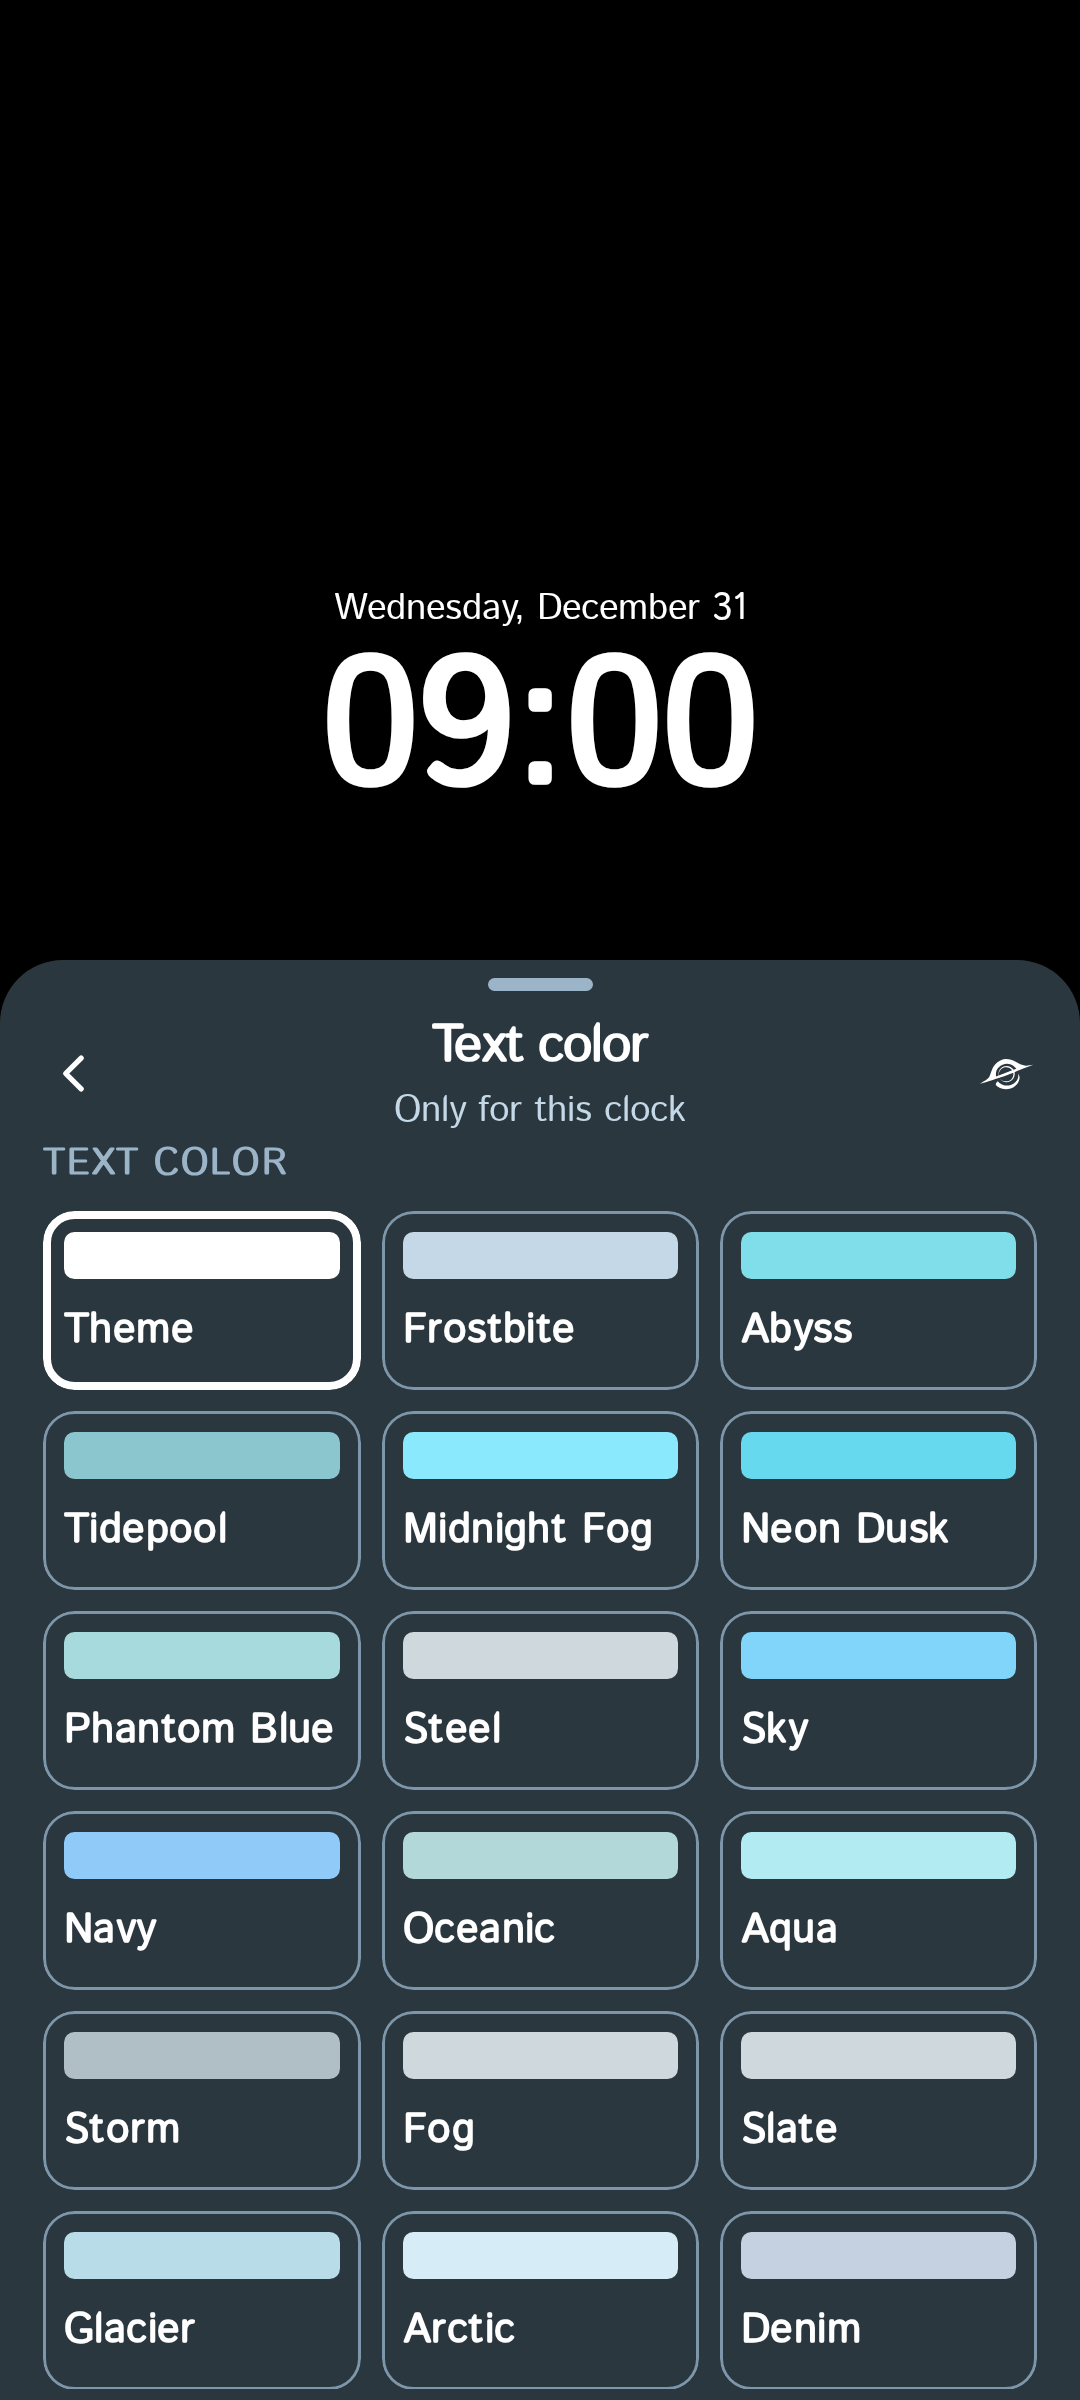 Wednesday, December 31
09:00
Text color
Only for this clock
TEXT COLOR
Theme
Frostbite
Abyss
Tidepool
Midnight Fog
Neon Dusk
Phantom Blue
Steel
Sky
Navy
Oceanic
Aqua
Storm
Fog
Slate
Glacier
Arctic
Denim